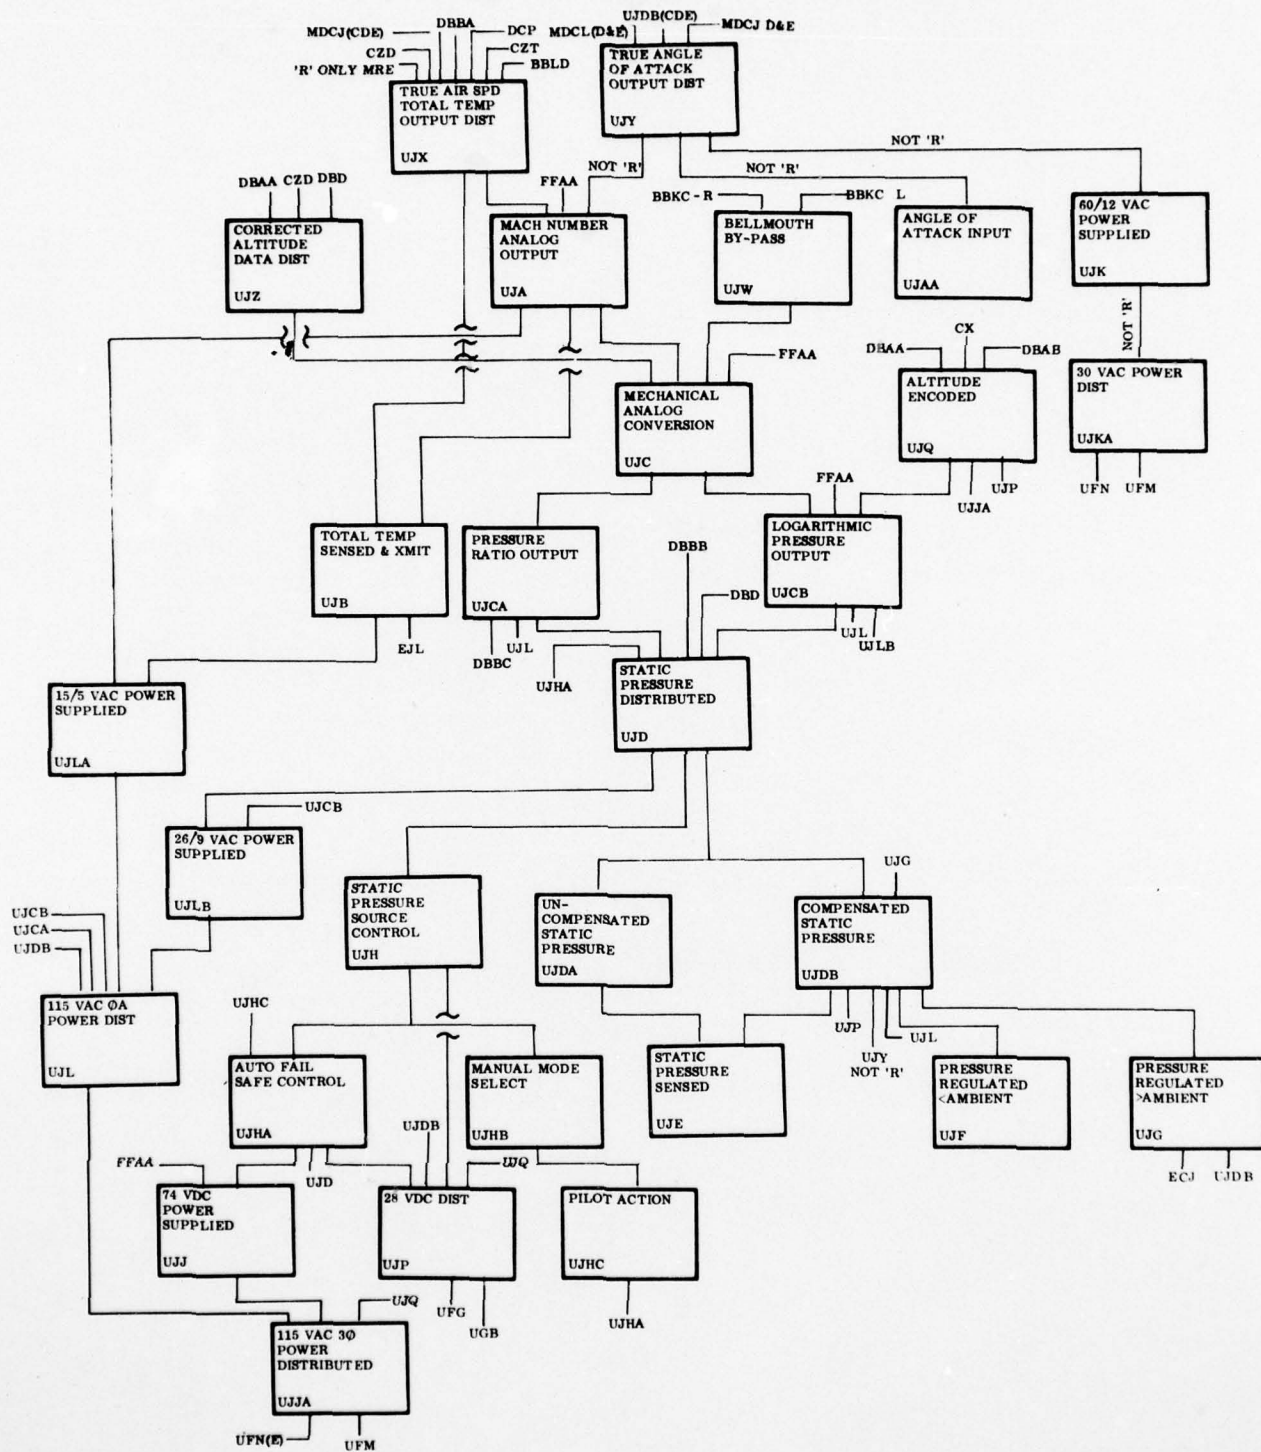 UJDB(CDE)
DBBA
MDCJ(CDE)
DCP
MDCL(D&E)
MDCJ D&E
CZD
CZT
'R' ONLY MRE
BBLD
TRUE AIR SPD
TOTAL TEMP
OUTPUT DIST
UJX
TRUE ANGLE
OF ATTACK
OUTPUT DIST
UJY
NOT 'R'
NOT 'R'
NOT 'R'
DBAA
CZD
DBD
FFAA
BBKC-R
BBKC L
CORRECTED
ALTITUDE
DATA DIST
UJZ
MACH NUMBER
ANALOG
OUTPUT
UJA
BELLMOUTH
BY-PASS
UJW
ANGLE OF
ATTACK INPUT
UJAA
60/12 VAC
POWER
SUPPLIED
UJK
NOT 'R'
FFAA
DBAA
CX
DBAB
MECHANICAL
ANALOG
CONVERSION
UJC
ALTITUDE
ENCODED
UJQ
30 VAC POWER
DIST
UJKA
FFAA
UJJA
UJP
UFN
UFM
TOTAL TEMP
SENSED & XMIT
UJB
PRESSURE
RATIO OUTPUT
UJCA
LOGARITHMIC
PRESSURE
OUTPUT
UJCB
DBBB
DBD
EJL
DBBC
UJL
UJHA
UJL
UJLB
15/5 VAC POWER
SUPPLIED
UJLA
STATIC
PRESSURE
DISTRIBUTED
UJD
UJCB
26/9 VAC POWER
SUPPLIED
UJLB
UJG
STATIC
PRESSURE
SOURCE
CONTROL
UJH
UN-
COMPENSATED
STATIC
PRESSURE
UJDA
COMPENSATED
STATIC
PRESSURE
UJDB
UJCB
UJCA
UJDB
115 VAC ØA
POWER DIST
UJL
UJHC
UJP
UJY
NOT 'R'
UJL
AUTO FAIL
SAFE CONTROL
UJHA
MANUAL MODE
SELECT
UJHB
STATIC
PRESSURE
SENSED
UJE
PRESSURE
REGULATED
<AMBIENT
UJF
PRESSURE
REGULATED
>AMBIENT
UJG
FFAA
UJD
UJDB
UJQ
ECJ
UJDB
74 VDC
POWER
SUPPLIED
UJJ
28 VDC DIST
UJP
PILOT ACTION
UJHC
UJQ
UFG
UGB
UJHA
115 VAC 3Ø
POWER
DISTRIBUTED
UJJA
UFN(E)
UFM